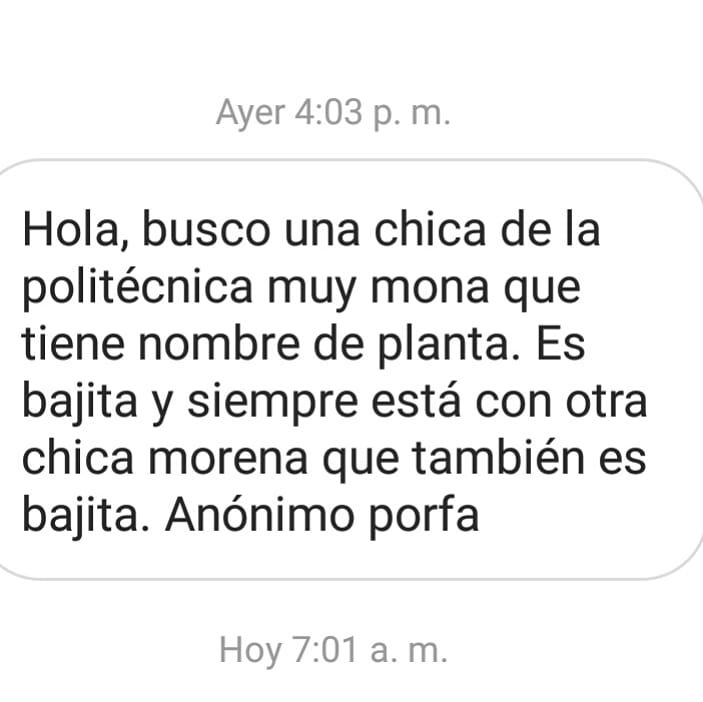 Ayer 4:03 p. m.
Hola, busco una chica de la
politécnica muy mona que
tiene nombre de planta. Es
bajita y siempre está con otra
chica morena que también es
bajita. Anónimo porfa
Hoy 7:01 a. m.